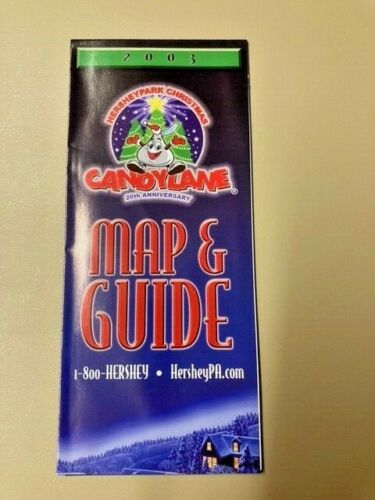 2003
HERSHEYPARK CHRISTMAS
CANDYLANE®
20th ANNIVERSARY
MAP &
GUIDE
1-800-HERSHEY • HersheyPA.com